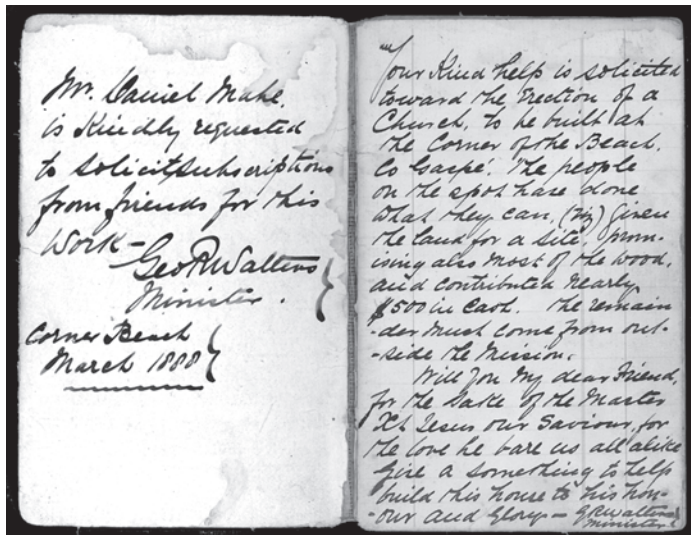 Mr. Daniel Mahe,
is Kindly requested
to solicit subscriptions
from friends for this
Work—
Geo R Walters
Minister.
Corner Beach
March 1888
"Your Kind help is solicited
toward the Erection of a
Church, to be built at
the Corner of the Beach,
Co Gaspé. The people
on the spot have done
what they can, (viz) given
the land for a site, prom-
ising also most of the wood,
and contributed nearly
$500 in Cash. The remain
-der must come from out-
-side the Mission.
Will you my dear Friend,
for the sake of the Master
Xt Jesus our Saviour, for
the love he bare us all alike
give a something to help
build this house to his hon-
-our and Glory— GRWalters
Minister